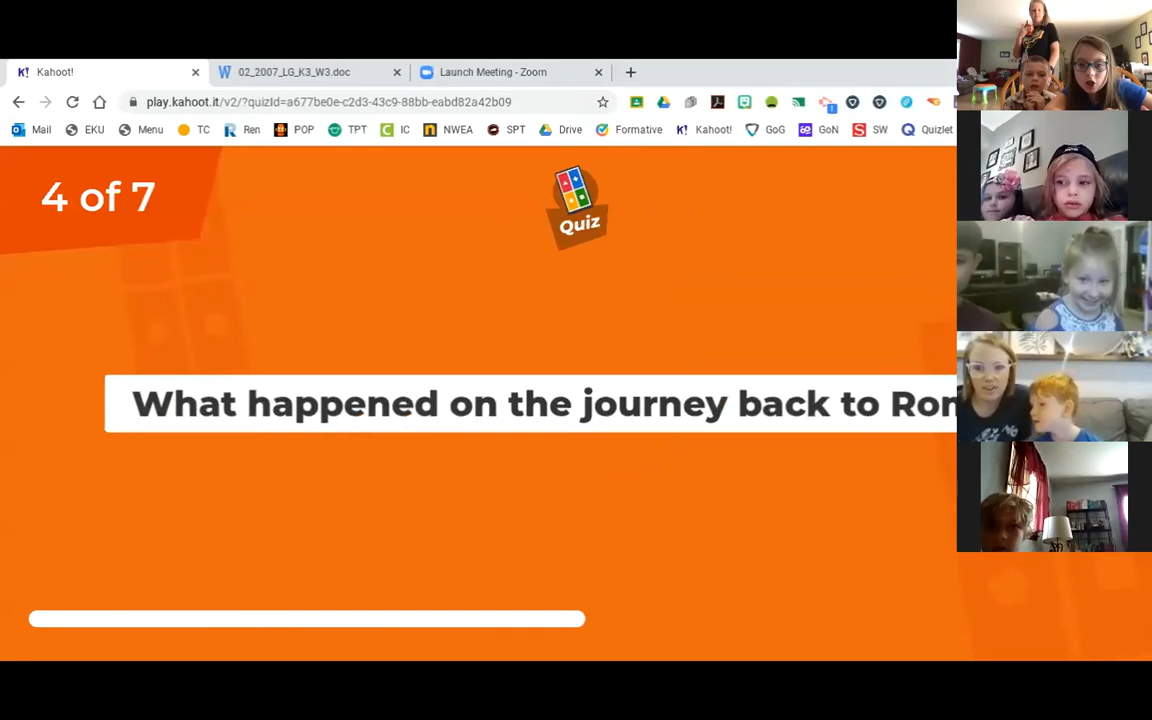 Kahoot!
02_2007_LG_K3_W3.doc
Launch Meeting - Zoom
play.kahoot.it/v2/?quizId=a677be0e-c2d3-43c9-88bb-eabd82a42b09
Mail EKU Menu TC Ren POP TPT IC NWEA SPT Drive Formative Kahoot! GoG GoN SW Quizlet
4 of 7
Quiz
What happened on the journey back to